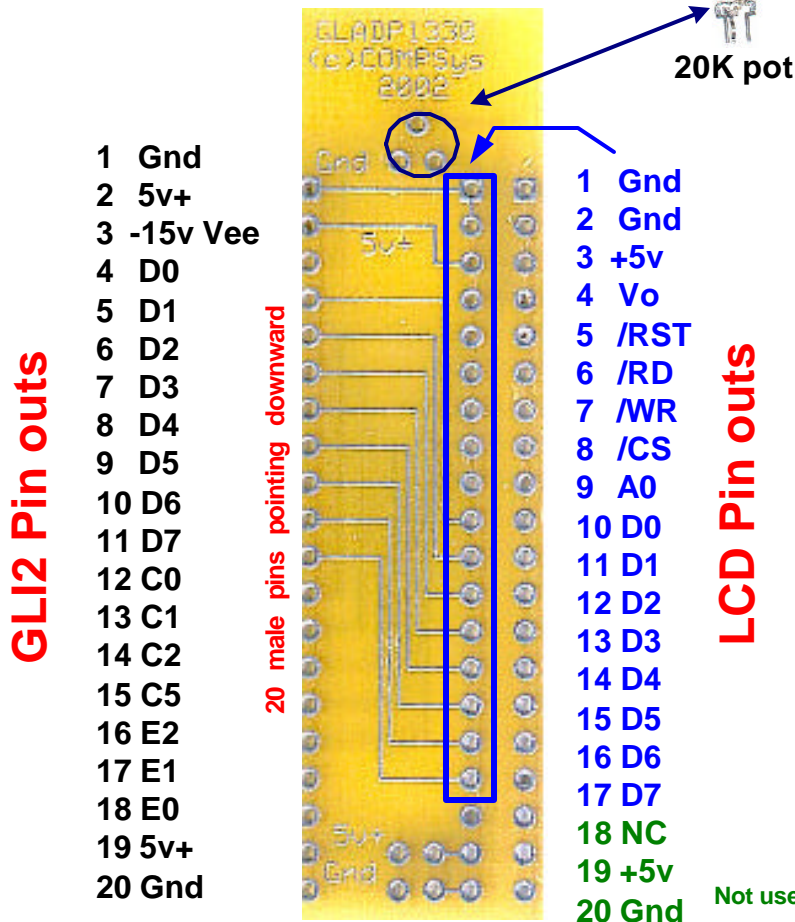 GLADP1330
(c)COMPSys
2002
20K pot
Gnd
5v+
1 Gnd
2 5v+
3 -15v Vee
4 D0
5 D1
6 D2
7 D3
8 D4
9 D5
10 D6
11 D7
12 C0
13 C1
14 C2
15 C5
16 E2
17 E1
18 E0
19 5v+
20 Gnd
GLI2 Pin outs
20 male pins pointing downward
1 Gnd
2 Gnd
3 +5v
4 Vo
5 /RST
6 /RD
7 /WR
8 /CS
9 A0
10 D0
11 D1
12 D2
13 D3
14 D4
15 D5
16 D6
17 D7
18 NC
19 +5v
20 Gnd
LCD Pin outs
5v+
Gnd
Not use